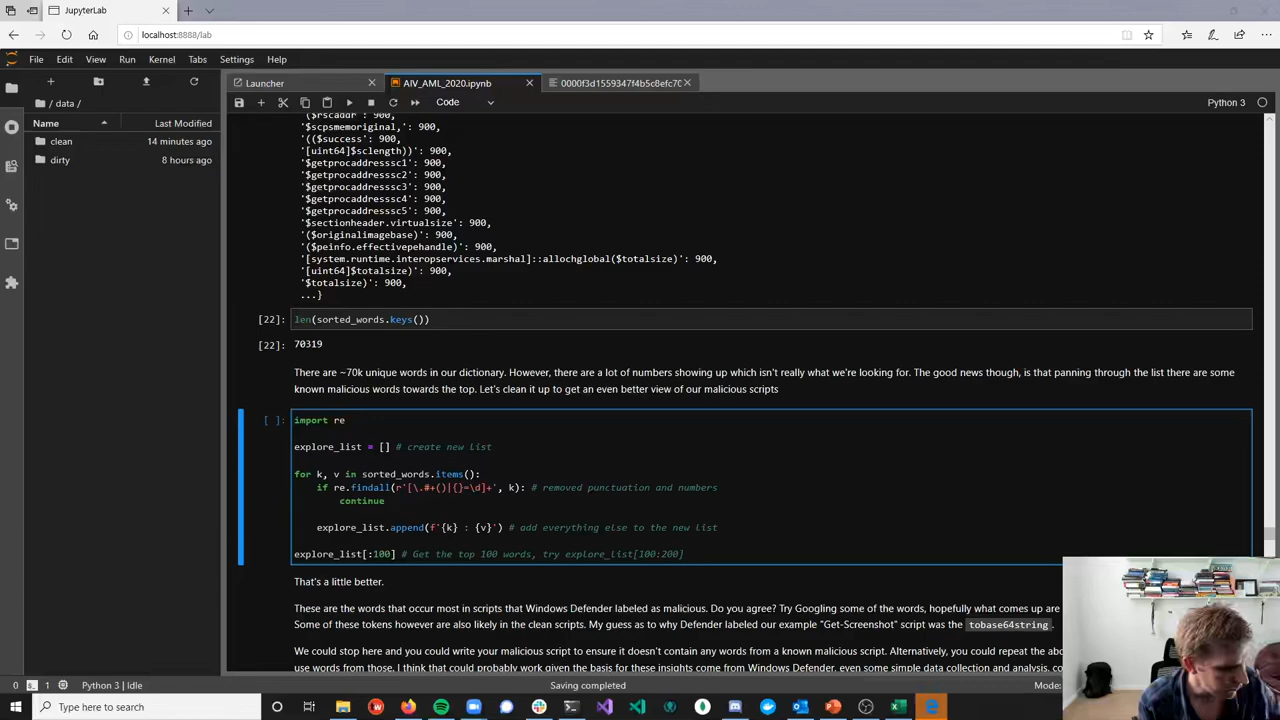 JupyterLab
localhost:8888/lab
File Edit View Run Kernel Tabs Settings Help
Launcher
AIV_AML_2020.ipynb
0000f3d1559347f4b5c8efc7(
/ data /
Code
Python 3
Name
Last Modified
clean
14 minutes ago
dirty
8 hours ago
'$scpsmemoriginal,': 900,
'(($success': 900,
'[uint64]$sclength))': 900,
'$getprocaddresssc1': 900,
'$getprocaddresssc2': 900,
'$getprocaddresssc3': 900,
'$getprocaddresssc4': 900,
'$getprocaddresssc5': 900,
'$sectionheader.virtualsize': 900,
'($originalimagebase)': 900,
'($peinfo.effectivepehandle)': 900,
'[system.runtime.interopservices.marshal]::allochglobal($totalsize)': 900,
'[uint64]$totalsize)': 900,
'$totalsize)': 900,
...}
[22]: len(sorted_words.keys())
[22]: 70319
There are ~70k unique words in our dictionary. However, there are a lot of numbers showing up which isn't really what we're looking for. The good news though, is that panning through the list there are some
known malicious words towards the top. Let's clean it up to get an even better view of our malicious scripts
[ ]: import re
explore_list = [] # create new list
for k, v in sorted_words.items():
if re.findall(r'[\.#+()|{}=\d]+', k): # removed punctuation and numbers
continue
explore_list.append(f'{k} : {v}') # add everything else to the new list
explore_list[:100] # Get the top 100 words, try explore_list[100:200]
That's a little better.
These are the words that occur most in scripts that Windows Defender labeled as malicious. Do you agree? Try Googling some of the words, hopefully what comes up are
Some of these tokens however are also likely in the clean scripts. My guess as to why Defender labeled our example "Get-Screenshot" script was the tobase64string.
We could stop here and you could write your malicious script to ensure it doesn't contain any words from a known malicious script. Alternatively, you could repeat the abo
use words from those. I think that could probably work given the basis for these insights come from Windows Defender, even some simple data collection and analysis, co
0 1 Python 3 | Idle
Saving completed
Mode:
Type here to search